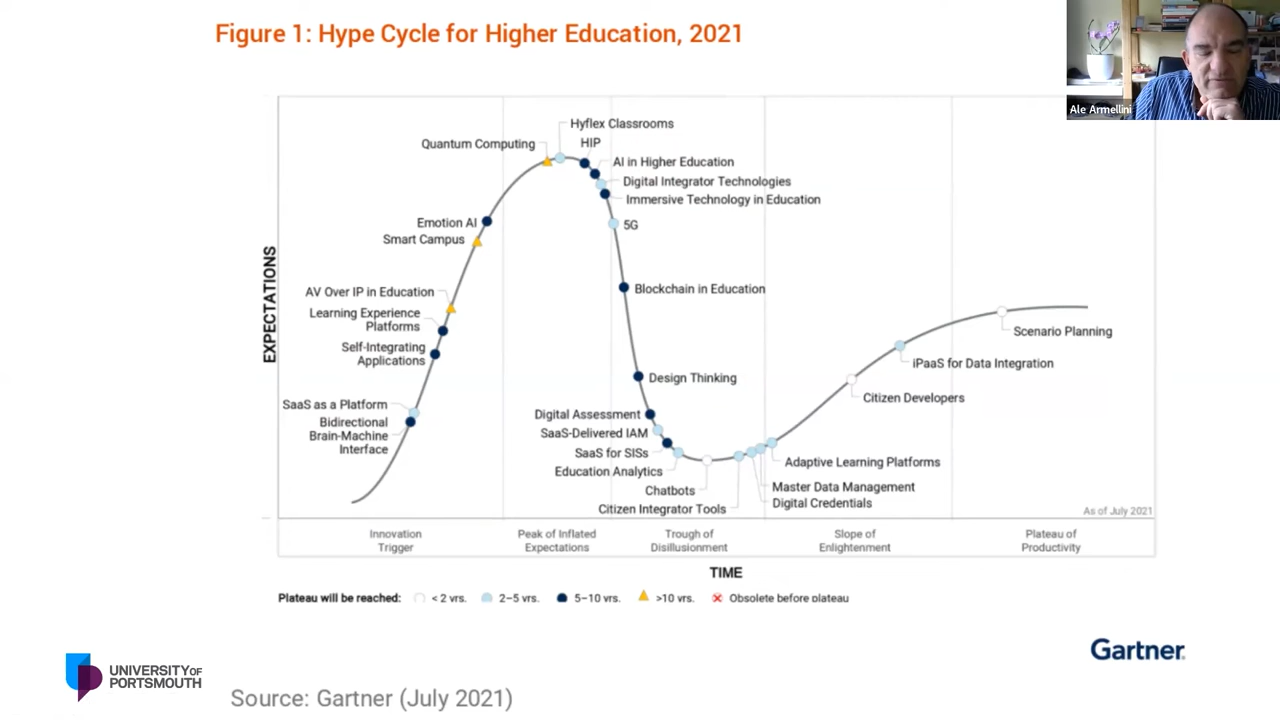 Figure 1: Hype Cycle for Higher Education, 2021
Ale Armellini
Hyflex Classrooms
Quantum Computing
HIP
AI in Higher Education
Digital Integrator Technologies
Immersive Technology in Education
Emotion AI
5G
Smart Campus
EXPECTATIONS
AV Over IP in Education
Blockchain in Education
Learning Experience
Platforms
Scenario Planning
Self-Integrating
Applications
iPaaS for Data Integration
Design Thinking
Citizen Developers
SaaS as a Platform
Digital Assessment
Bidirectional
Brain-Machine
Interface
SaaS-Delivered IAM
SaaS for SISs
Adaptive Learning Platforms
Education Analytics
Chatbots
Master Data Management
Citizen Integrator Tools
Digital Credentials
As of July 2021
Innovation
Trigger
Peak of Inflated
Expectations
Trough of
Disillusionment
Slope of
Enlightenment
Plateau of
Productivity
TIME
Plateau will be reached: < 2 yrs. 2–5 yrs. 5–10 yrs. >10 yrs. Obsolete before plateau
Gartner
UNIVERSITY OF
PORTSMOUTH
Source: Gartner (July 2021)